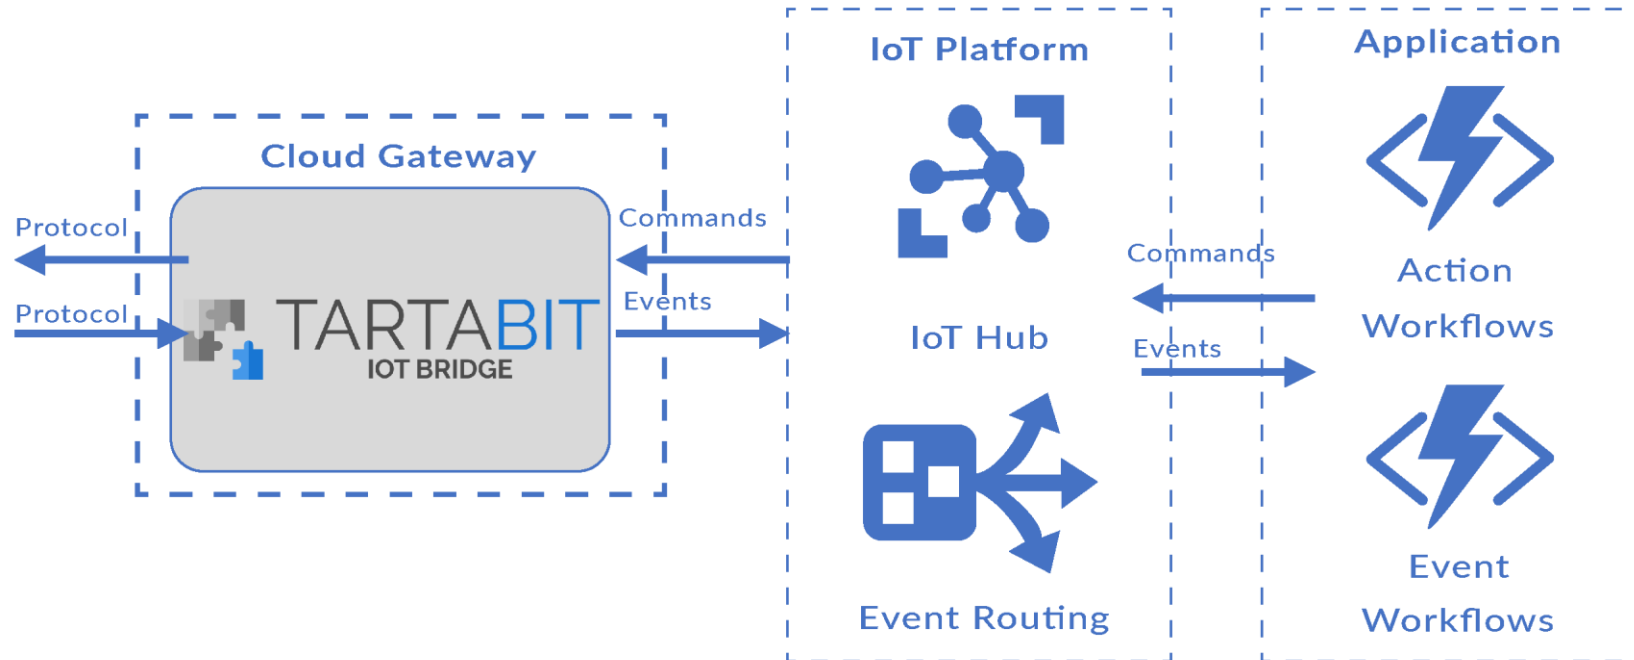 Cloud Gateway
Protocol
Protocol
TARTABIT
IOT BRIDGE
Commands
Events
IoT Platform
IoT Hub
Event Routing
Commands
Events
Application
Action
Workflows
Event
Workflows